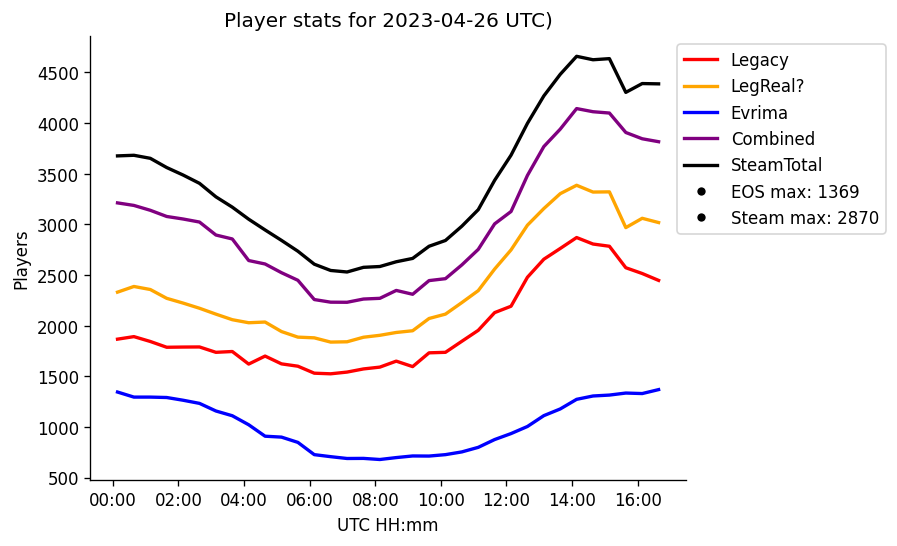 Player stats for 2023-04-26 UTC)
Players
4500
4000
3500
3000
2500
2000
1500
1000
500
00:00 02:00 04:00 06:00 08:00 10:00 12:00 14:00 16:00
UTC HH:mm
Legacy
LegReal?
Evrima
Combined
SteamTotal
EOS max: 1369
Steam max: 2870